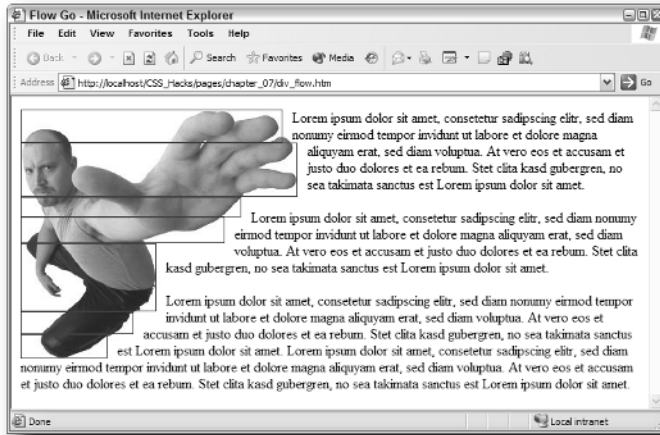 Flow Go - Microsoft Internet Explorer
File Edit View Favorites Tools Help
Back Search Favorites Media
Address http://localhost/CSS_Hacks/pages/chapter_07/div_flow.htm Go
Lorem ipsum dolor sit amet, consetetur sadipscing elitr, sed diam
nonumy eirmod tempor invidunt ut labore et dolore magna
aliquyam erat, sed diam voluptua. At vero eos et accusam et
justo duo dolores et ea rebum. Stet clita kasd gubergren, no
sea takimata sanctus est Lorem ipsum dolor sit amet.
Lorem ipsum dolor sit amet, consetetur sadipscing elitr, sed diam nonumy
eirmod tempor invidunt ut labore et dolore magna aliquyam erat, sed diam
voluptua. At vero eos et accusam et justo duo dolores et ea rebum. Stet clita
kasd gubergren, no sea takimata sanctus est Lorem ipsum dolor sit amet.
Lorem ipsum dolor sit amet, consetetur sadipscing elitr, sed diam nonumy eirmod
tempor invidunt ut labore et dolore magna aliquyam erat, sed diam voluptua. At vero eos et
accusam et justo duo dolores et ea rebum. Stet clita kasd gubergren, no sea takimata sanctus
est Lorem ipsum dolor sit amet. Lorem ipsum dolor sit amet, consetetur sadipscing elitr, sed diam
nonumy eirmod tempor invidunt ut labore et dolore magna aliquyam erat, sed diam voluptua. At vero eos et accusam
et justo duo dolores et ea rebum. Stet clita kasd gubergren, no sea takimata sanctus est Lorem ipsum dolor sit amet.
Done Local intranet